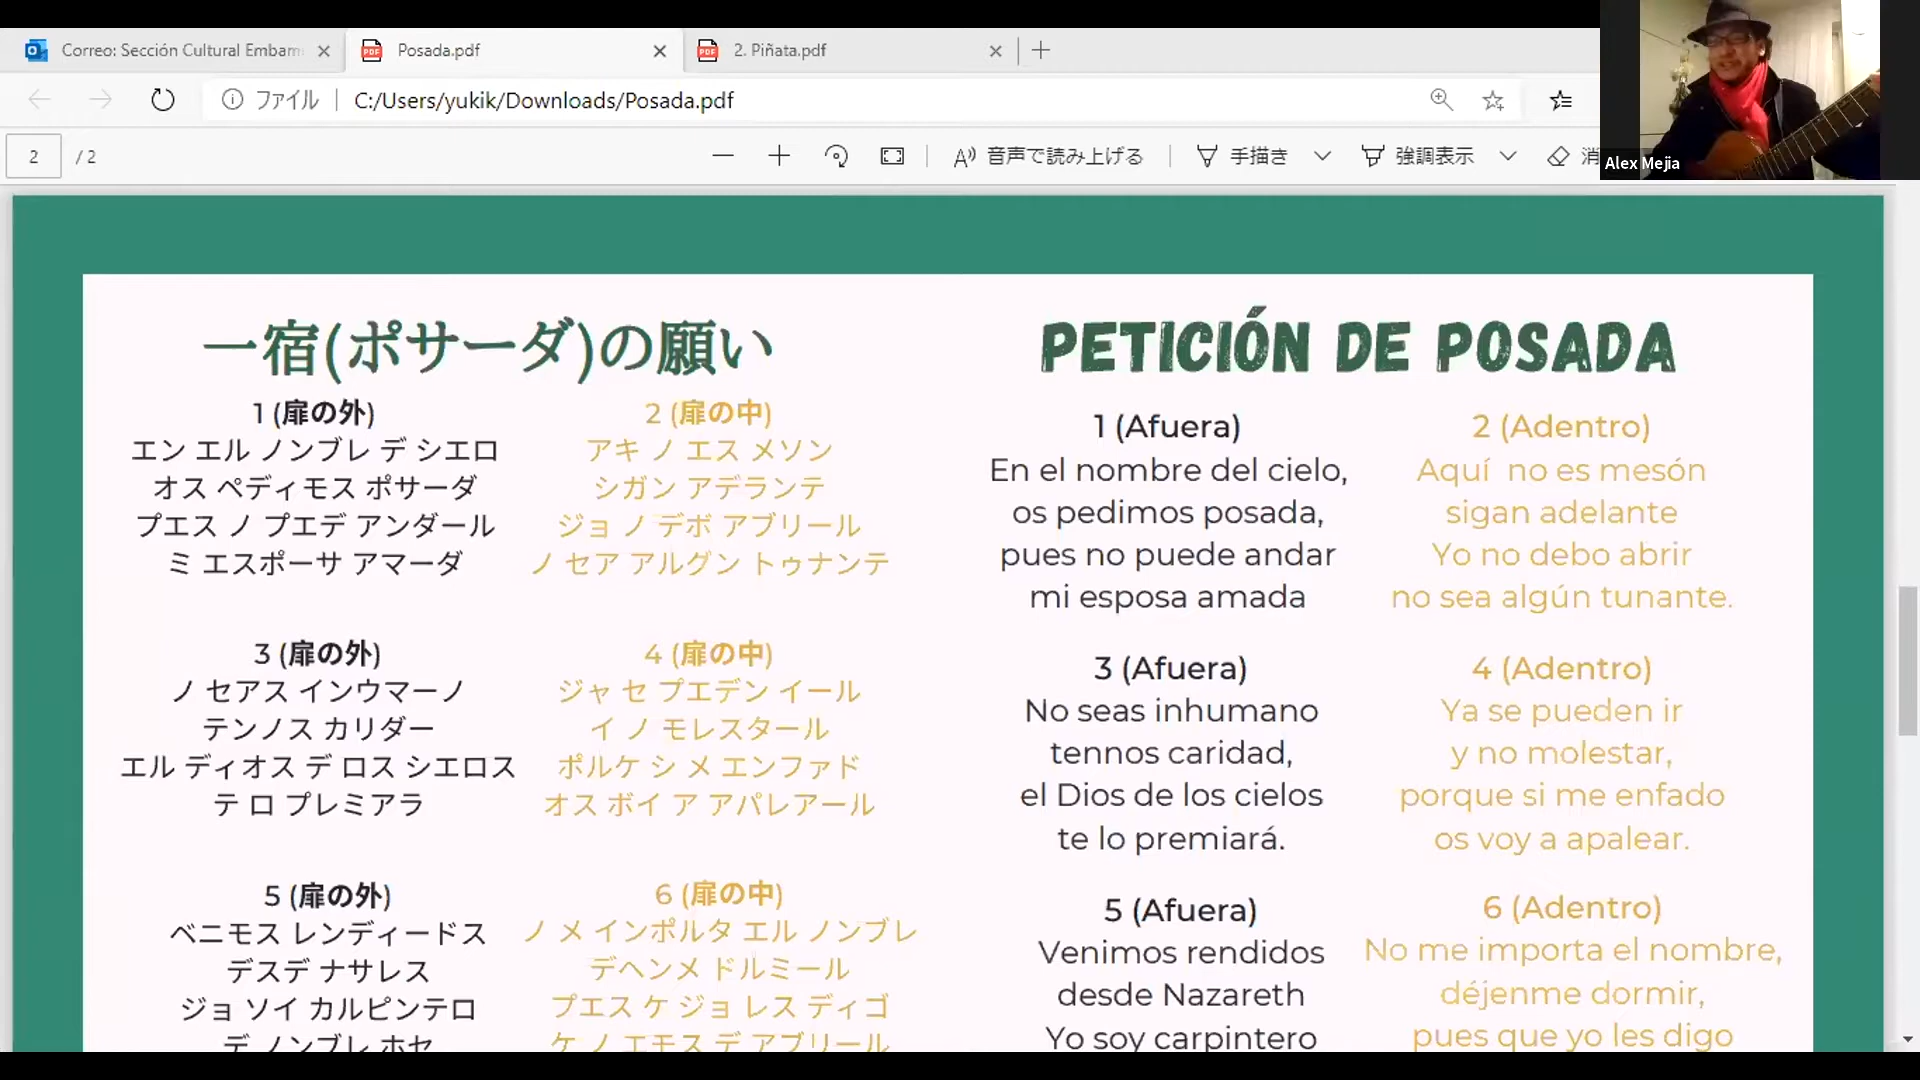 Correo: Sección Cultural Embam
Posada.pdf
2. Piñata.pdf
ファイル
C:/Users/yukik/Downloads/Posada.pdf
2
/ 2
音声で読み上げる
手描き
強調表示
消
Alex Mejia
一宿(ポサーダ)の願い
1 (扉の外)
エン エル ノンブレ デ シエロ
オス ペディモス ポサーダ
プエス ノ プエデ アンダール
ミ エスポーサ アマーダ
2 (扉の中)
アキ ノ エス メソン
シガン アデランテ
ジョ ノ デボ アブリール
ノ セア アルグン トゥナンテ
3 (扉の外)
ノ セアス インウマーノ
テンノス カリダー
エル ディオス デ ロス シエロス
テ ロ プレミアラ
4 (扉の中)
ジャ セ プエデン イール
イ ノ モレスタール
ポルケ シ メ エンファド
オス ボイ ア アパレアール
5 (扉の外)
ベニモス レンディードス
デスデ ナサレス
ジョ ソイ カルピンテロ
デ ノンブレ ホセ
6 (扉の中)
ノ メ インポルタ エル ノンブレ
デヘンメ ドルミール
プエス ケ ジョ レス ディゴ
ケ ノ エモス デ アブリール
PETICIÓN DE POSADA
1 (Afuera)
En el nombre del cielo,
os pedimos posada,
pues no puede andar
mi esposa amada
2 (Adentro)
Aquí no es mesón
sigan adelante
Yo no debo abrir
no sea algún tunante.
3 (Afuera)
No seas inhumano
tennos caridad,
el Dios de los cielos
te lo premiará.
4 (Adentro)
Ya se pueden ir
y no molestar,
porque si me enfado
os voy a apalear.
5 (Afuera)
Venimos rendidos
desde Nazareth
Yo soy carpintero
6 (Adentro)
No me importa el nombre,
déjenme dormir,
pues que yo les digo